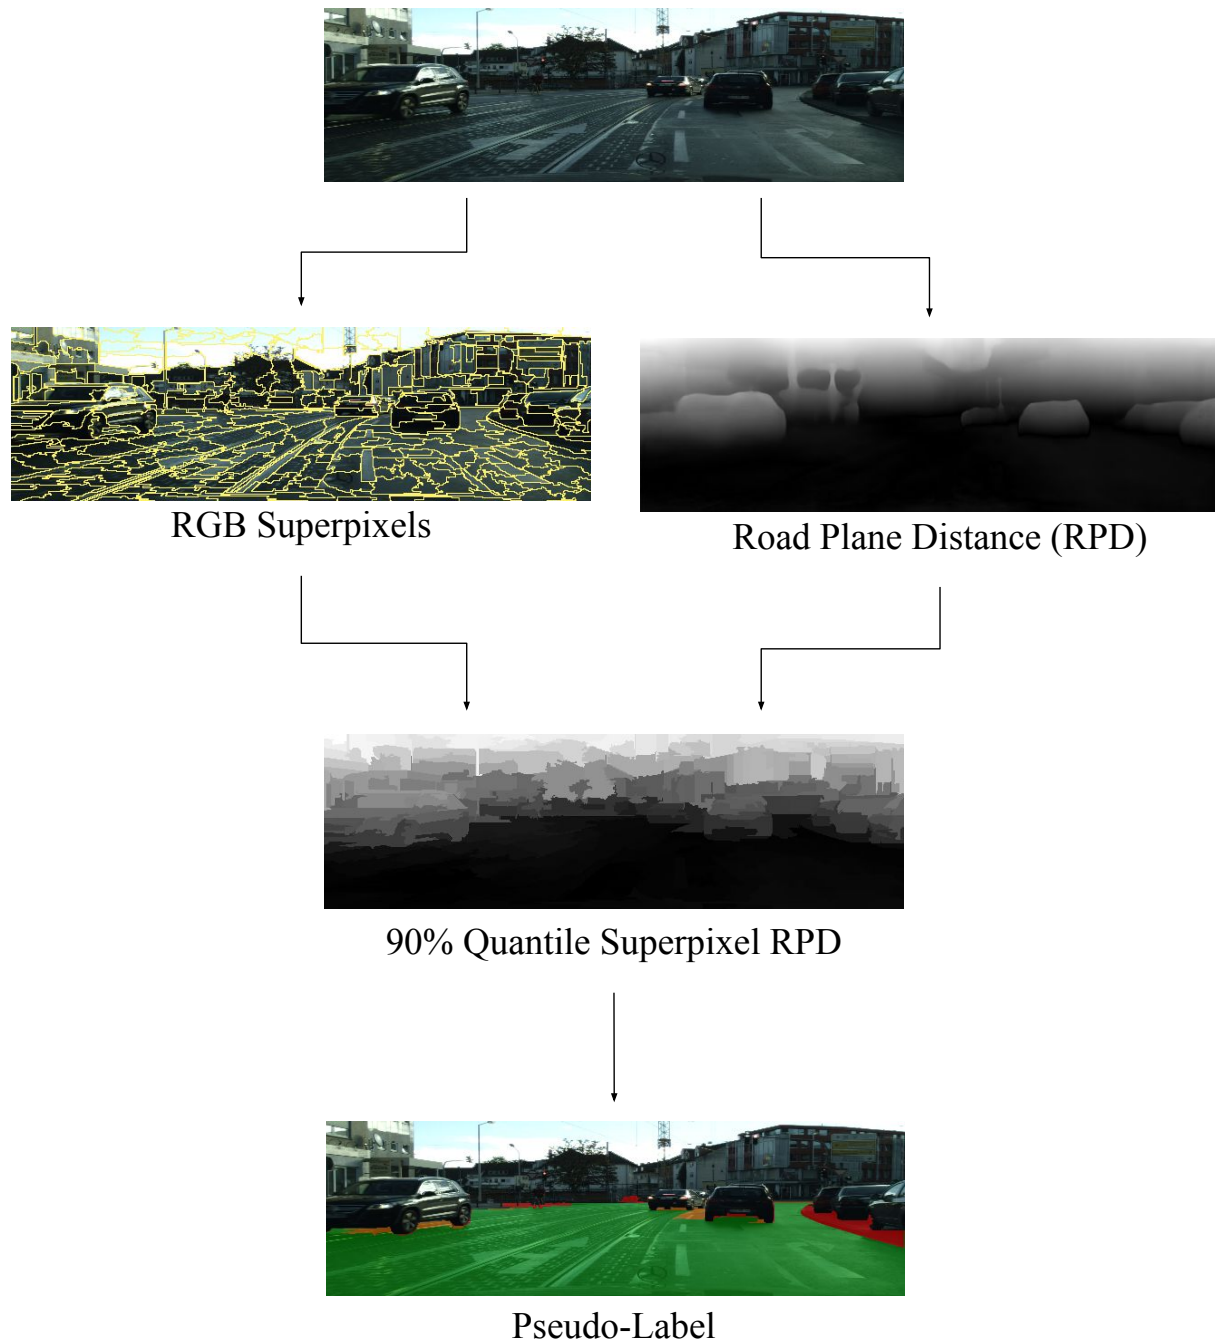 RGB Superpixels
Road Plane Distance (RPD)
90% Quantile Superpixel RPD
Pseudo-Label